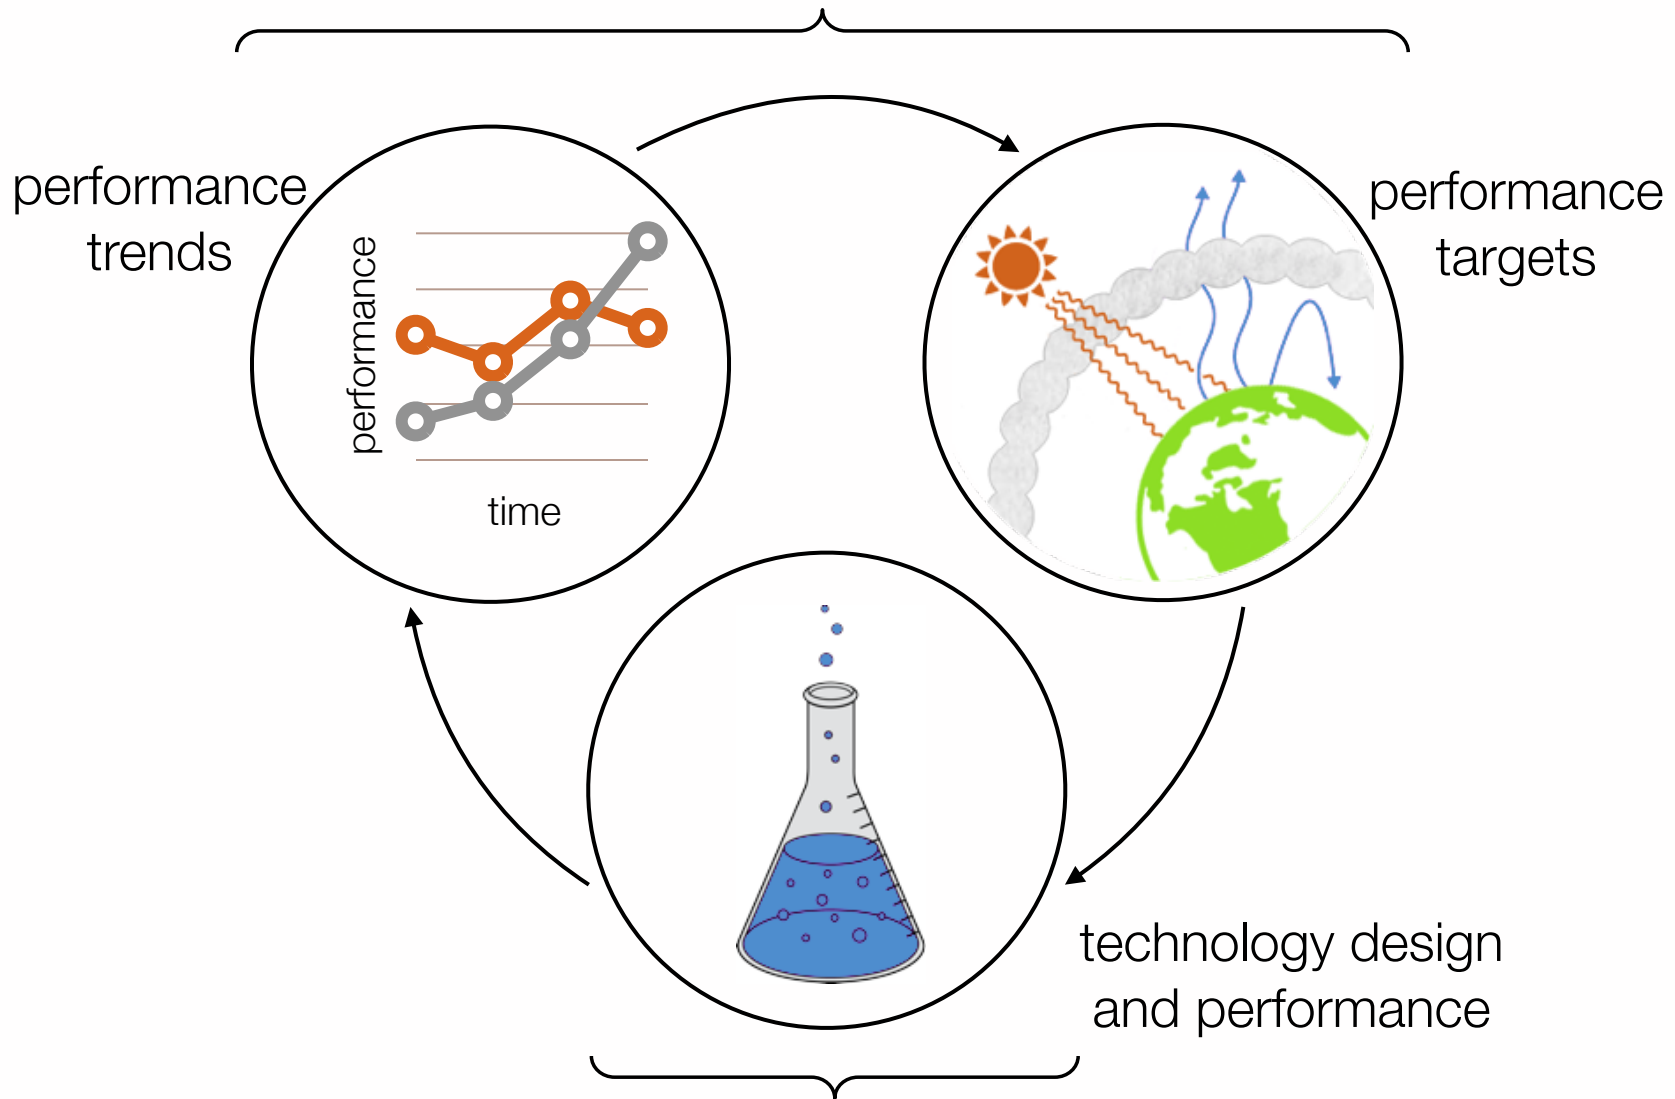 performance
trends
performance
time
performance
targets
technology design
and performance